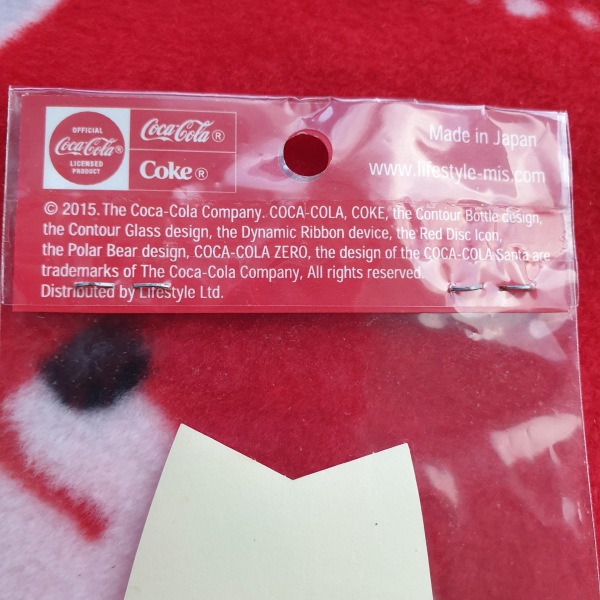 OFFICIAL
Coca-Cola®
LICENSED
PRODUCT
Coca-Cola®
Coke®
Made in Japan
www.lifestyle-mis.com
© 2015. The Coca-Cola Company. COCA-COLA, COKE, the Contour Bottle design,
the Contour Glass design, the Dynamic Ribbon device, the Red Disc Icon,
the Polar Bear design, COCA-COLA ZERO, the design of the COCA-COLA Santa are
trademarks of The Coca-Cola Company, All rights reserved.
Distributed by Lifestyle Ltd.